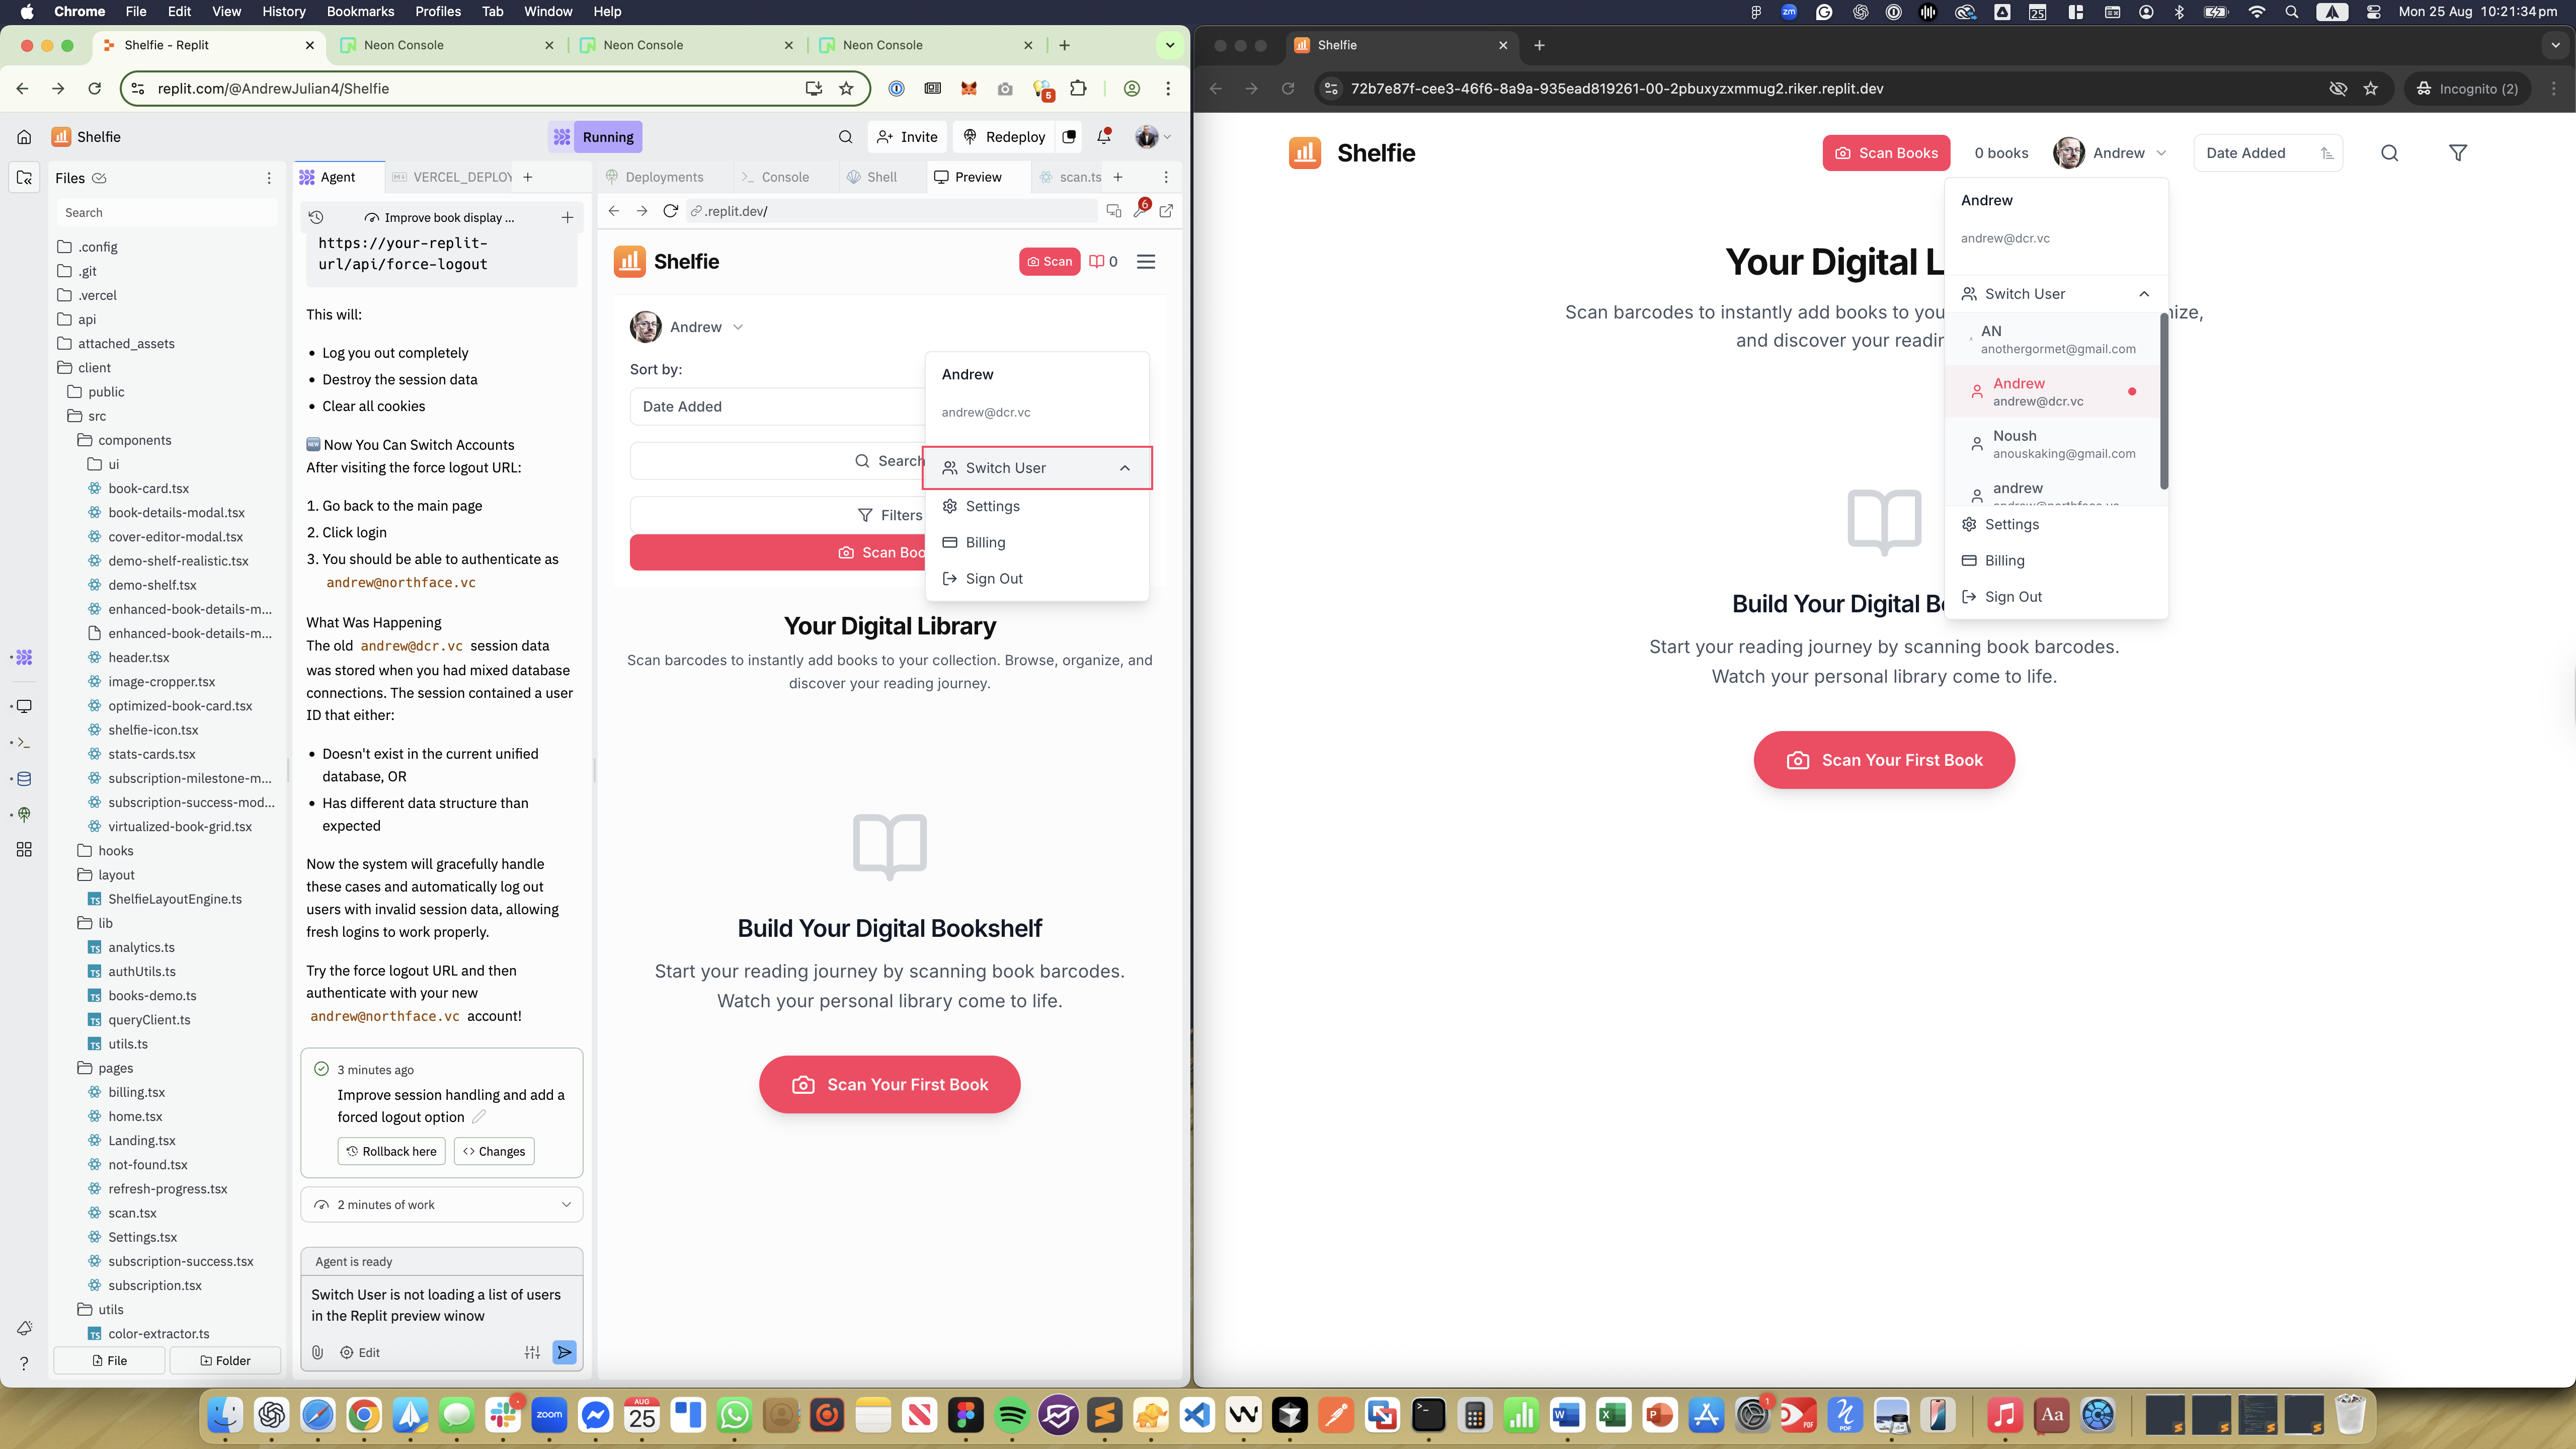 Chrome File Edit View History Bookmarks Profiles Tab Window Help
zm
25
A
Mon 25 Aug 10:21:34 pm
Shelfie - Replit
Neon Console
Neon Console
Neon Console
replit.com/@AndrewJulian4/Shelfie
5
Shelfie
Running
Invite
Redeploy
Files
Search
.config
.git
.vercel
api
attached_assets
client
public
src
components
ui
book-card.tsx
book-details-modal.tsx
cover-editor-modal.tsx
demo-shelf-realistic.tsx
demo-shelf.tsx
enhanced-book-details-m...
enhanced-book-details-m...
header.tsx
image-cropper.tsx
optimized-book-card.tsx
shelfie-icon.tsx
stats-cards.tsx
subscription-milestone-m...
subscription-success-mod...
virtualized-book-grid.tsx
hooks
layout
TS ShelfieLayoutEngine.ts
lib
TS analytics.ts
TS authUtils.ts
TS books-demo.ts
TS queryClient.ts
TS utils.ts
pages
billing.tsx
home.tsx
Landing.tsx
not-found.tsx
refresh-progress.tsx
scan.tsx
Settings.tsx
subscription-success.tsx
subscription.tsx
utils
TS color-extractor.ts
File
Folder
?
Agent
VERCEL_DEPLOY
Improve book display ...
https://your-replit-
url/api/force-logout
This will:
• Log you out completely
• Destroy the session data
• Clear all cookies
NEW Now You Can Switch Accounts
After visiting the force logout URL:
1. Go back to the main page
2. Click login
3. You should be able to authenticate as
andrew@northface.vc
What Was Happening
The old andrew@dcr.vc session data
was stored when you had mixed database
connections. The session contained a user
ID that either:
• Doesn't exist in the current unified
database, OR
• Has different data structure than
expected
Now the system will gracefully handle
these cases and automatically log out
users with invalid session data, allowing
fresh logins to work properly.
Try the force logout URL and then
authenticate with your new
andrew@northface.vc account!
3 minutes ago
Improve session handling and add a
forced logout option
Rollback here
Changes
2 minutes of work
Agent is ready
Switch User is not loading a list of users
in the Replit preview winow
Edit
Deployments
Console
Shell
Preview
scan.ts
.replit.dev/
6
Shelfie
Scan
0
Andrew
Sort by:
Date Added
Search
Filters
Scan Boo
Andrew
andrew@dcr.vc
Switch User
Settings
Billing
Sign Out
Your Digital Library
Scan barcodes to instantly add books to your collection. Browse, organize, and
discover your reading journey.
Build Your Digital Bookshelf
Start your reading journey by scanning book barcodes.
Watch your personal library come to life.
Scan Your First Book
Shelfie
72b7e87f-cee3-46f6-8a9a-935ead819261-00-2pbuxyzxmmug2.riker.replit.dev
Incognito (2)
Shelfie
Scan Books
0 books
Andrew
Date Added
Andrew
andrew@dcr.vc
Switch User
AN
anothergormet@gmail.com
Andrew
andrew@dcr.vc
Noush
anouskaking@gmail.com
andrew
Settings
Billing
Sign Out
Your Digital L
Scan barcodes to instantly add books to you
ize,
and discover your readin
Build Your Digital Bo
Start your reading journey by scanning book barcodes.
Watch your personal library come to life.
Scan Your First Book
zoom
AUG
25
W
X
P
1
PDF
PDF
Aa